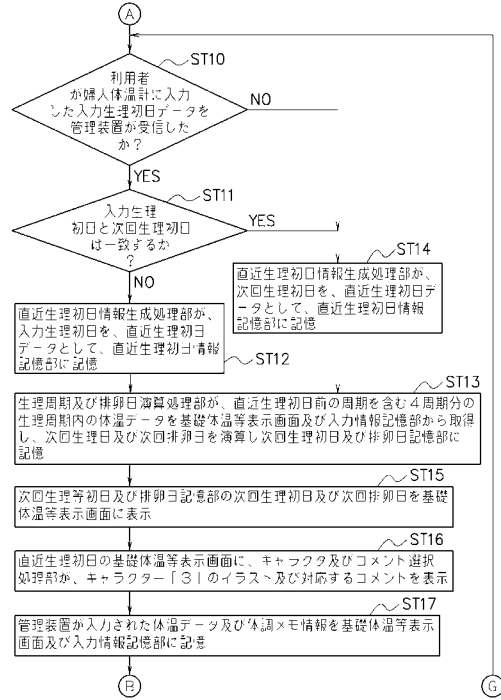 A
ST10
利用者
が婦人体温計に入力
した入力生理初日データを
管理装置が受信した
か？
NO
YES
ST11
入力生理
初日と次回生理初日
は一致するか
？
YES
NO
ST14
直近生理初日情報生成処理部が、
次回生理初日を、直近生理初日デ
ータとして、直近生理初日情報
記憶部に記憶
直近生理初日情報生成処理部が、
入力生理初日を、直近生理初日
データとして、直近生理初日情報
記憶部に記憶
ST12
ST13
生理周期及び排卵日演算処理部が、直近生理初日前の周期を含む４周期分の
生理周期内の体温データを基礎体温等表示画面及び入力情報記憶部から取得
し、次回生理日及び次回排卵日を演算し次回生理初日及び排卵日記憶部に
記憶
ST15
次回生理等初日及び排卵日記憶部の次回生理初日及び次回排卵日を基礎
体温等表示画面に表示
ST16
直近生理初日の基礎体温等表示画面に、キャラクタ及びコメント選択
処理部が、キャラクター「３」のイラスト及び対応するコメントを表示
ST17
管理装置が入力された体温データ及び体調メモ情報を基礎体温等表示
画面及び入力情報記憶部に記憶
B
G